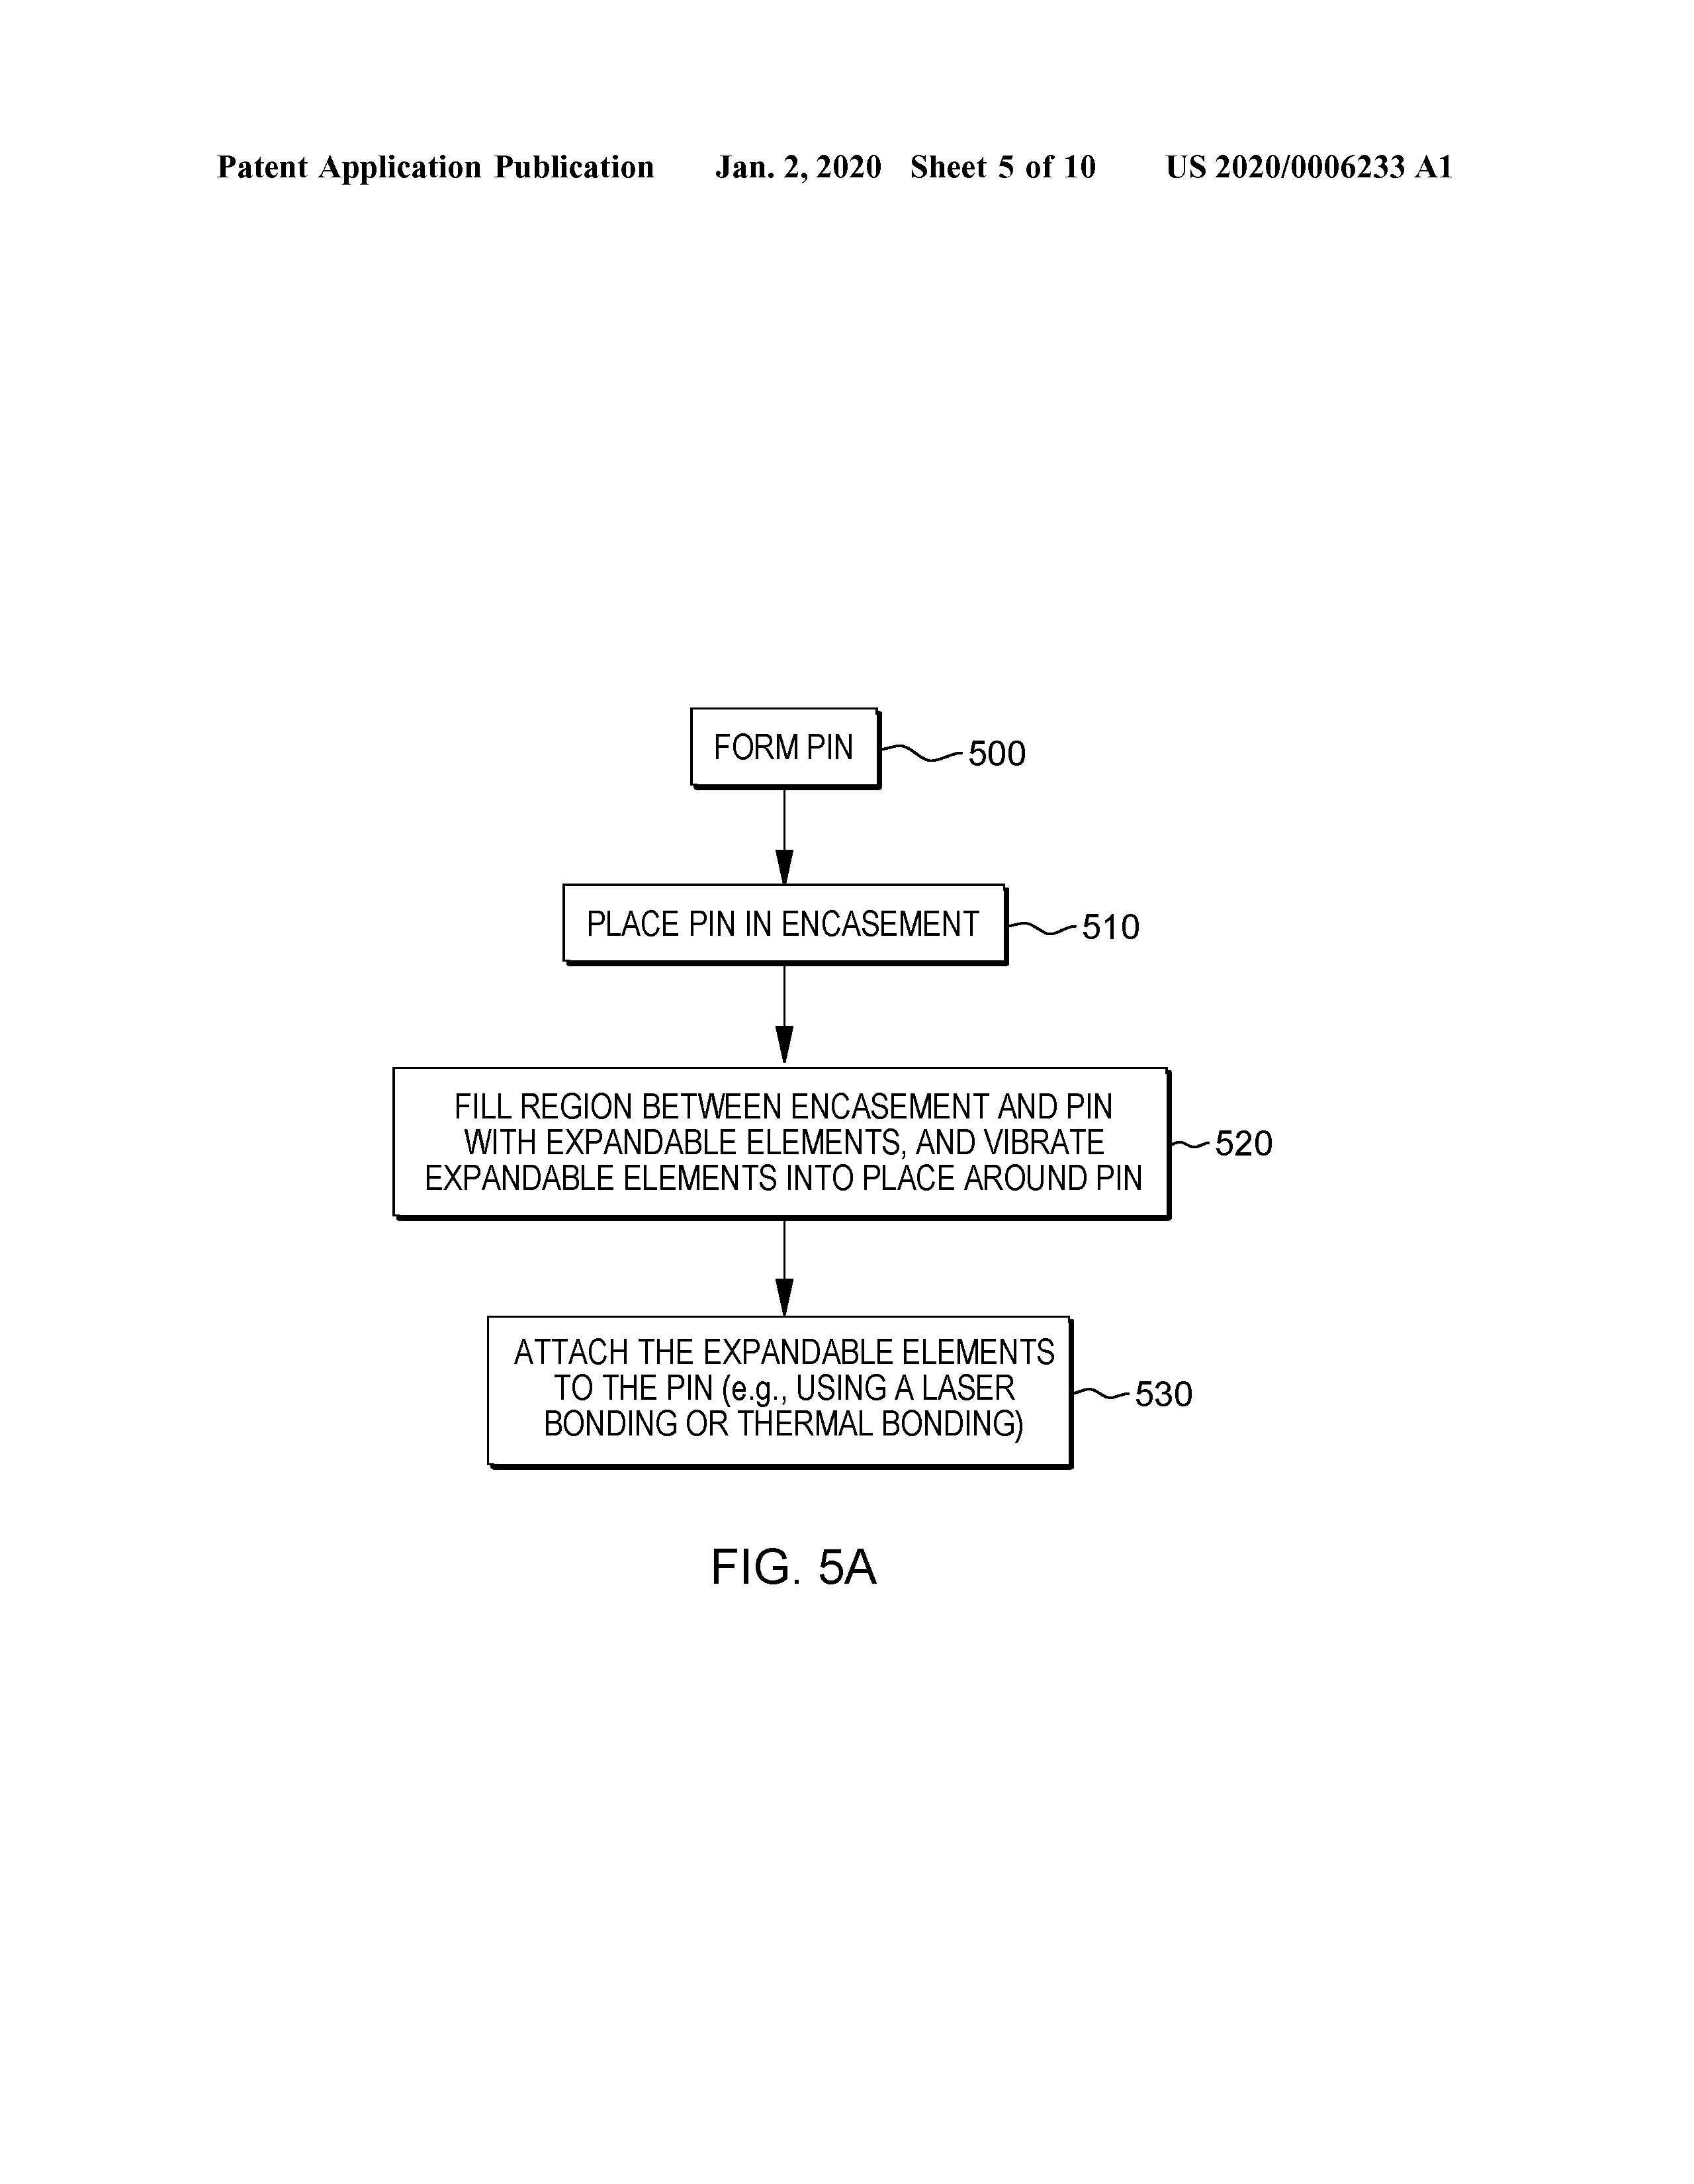 Patent Application Publication Jan. 2, 2020 Sheet 5 of 10 US 2020/0006233 A1
FORM PIN
500
PLACE PIN IN ENCASEMENT
510
FILL REGION BETWEEN ENCASEMENT AND PIN
WITH EXPANDABLE ELEMENTS, AND VIBRATE
EXPANDABLE ELEMENTS INTO PLACE AROUND PIN
520
ATTACH THE EXPANDABLE ELEMENTS
TO THE PIN (e.g., USING A LASER
BONDING OR THERMAL BONDING)
530
FIG. 5A